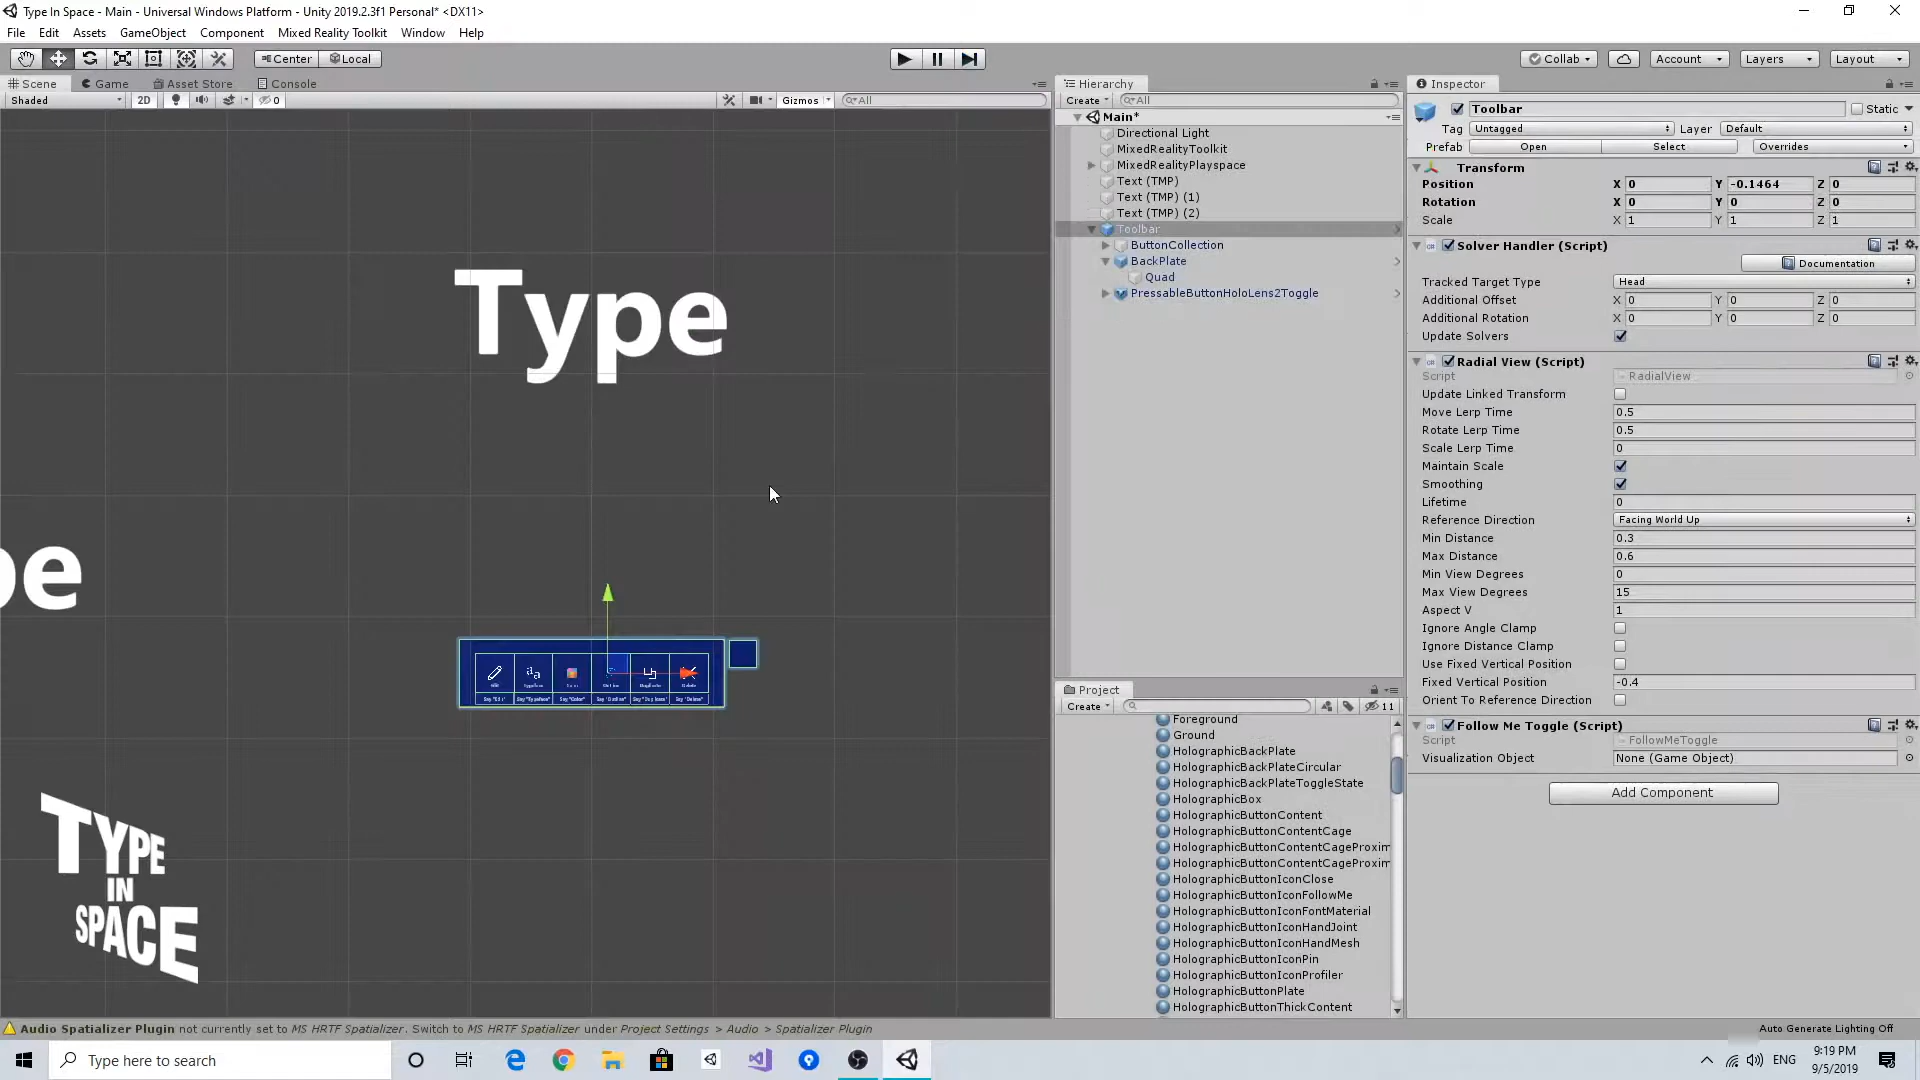 Type In Space - Main - Universal Windows Platform - Unity 2019.2.3f1 Personal* <DX11>
File Edit Assets GameObject Component Mixed Reality Toolkit Window Help
Center Local
Collab Account Layers Layout
Scene Game Asset Store Console
Shaded 2D 0 Gizmos All
Type
pe
TYPE
IN
SPACE
Hierarchy
Create All
Main*
Directional Light
MixedRealityToolkit
MixedRealityPlayspace
Text (TMP)
Text (TMP) (1)
Text (TMP) (2)
Toolbar
ButtonCollection
BackPlate
Quad
PressableButtonHoloLens2Toggle
Project
Create 11
Foreground
Ground
HolographicBackPlate
HolographicBackPlateCircular
HolographicBackPlateToggleState
HolographicBox
HolographicButtonContent
HolographicButtonContentCage
HolographicButtonContentCageProxim
HolographicButtonContentCageProxim
HolographicButtonIconClose
HolographicButtonIconFollowMe
HolographicButtonIconFontMaterial
HolographicButtonIconHandJoint
HolographicButtonIconHandMesh
HolographicButtonIconPin
HolographicButtonIconProfiler
HolographicButtonPlate
HolographicButtonThickContent
Inspector
Toolbar Static
Tag Untagged Layer Default
Prefab Open Select Overrides
Transform
Position X 0 Y -0.1464 Z 0
Rotation X 0 Y 0 Z 0
Scale X 1 Y 1 Z 1
Solver Handler (Script)
Documentation
Tracked Target Type Head
Additional Offset X 0 Y 0 Z 0
Additional Rotation X 0 Y 0 Z 0
Update Solvers
Radial View (Script)
Script RadialView
Update Linked Transform
Move Lerp Time 0.5
Rotate Lerp Time 0.5
Scale Lerp Time 0
Maintain Scale
Smoothing
Lifetime 0
Reference Direction Facing World Up
Min Distance 0.3
Max Distance 0.6
Min View Degrees 0
Max View Degrees 15
Aspect V 1
Ignore Angle Clamp
Ignore Distance Clamp
Use Fixed Vertical Position
Fixed Vertical Position -0.4
Orient To Reference Direction
Follow Me Toggle (Script)
Script FollowMeToggle
Visualization Object None (Game Object)
Add Component
Audio Spatializer Plugin not currently set to MS HRTF Spatializer. Switch to MS HRTF Spatializer under Project Settings > Audio > Spatializer Plugin
Auto Generate Lighting Off
Type here to search
ENG
9:19 PM
9/5/2019